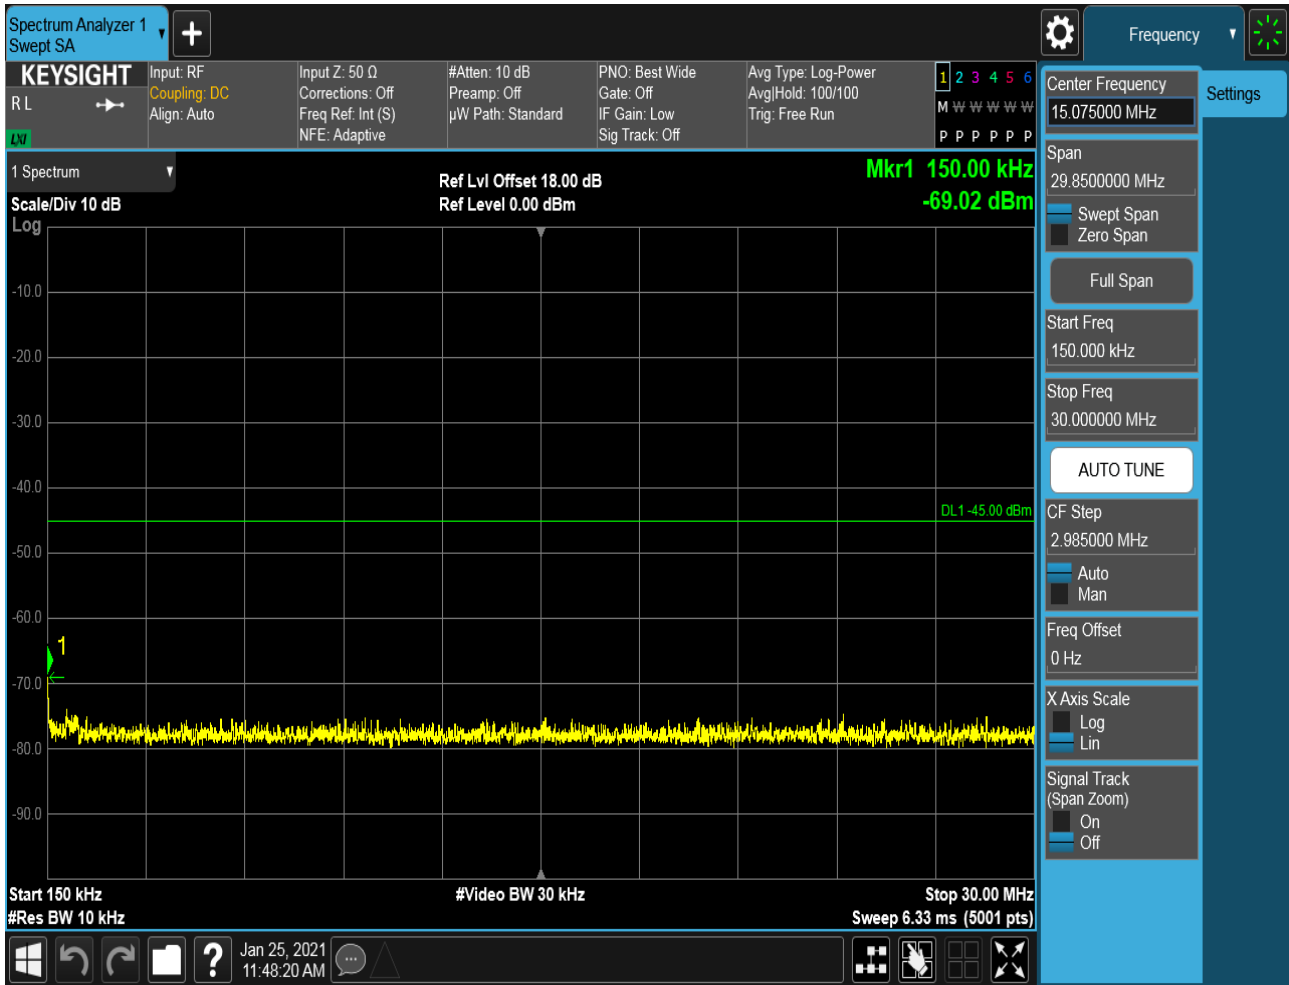 Spectrum Analyzer 1
Swept SA
Frequency
KEYSIGHT
R L
LXI
Input: RF
Coupling: DC
Align: Auto
Input Z: 50 Ω
Corrections: Off
Freq Ref: Int (S)
NFE: Adaptive
#Atten: 10 dB
Preamp: Off
µW Path: Standard
PNO: Best Wide
Gate: Off
IF Gain: Low
Sig Track: Off
Avg Type: Log-Power
Avg|Hold: 100/100
Trig: Free Run
1 2 3 4 5 6
M W W W W W
P P P P P P
Center Frequency
15.075000 MHz
Settings
1 Spectrum
Scale/Div 10 dB
Log
Ref Lvl Offset 18.00 dB
Ref Level 0.00 dBm
Mkr1 150.00 kHz
-69.02 dBm
Span
29.8500000 MHz
Swept Span
Zero Span
Full Span
Start Freq
150.000 kHz
Stop Freq
30.000000 MHz
AUTO TUNE
CF Step
2.985000 MHz
Auto
Man
Freq Offset
0 Hz
X Axis Scale
Log
Lin
Signal Track
(Span Zoom)
On
Off
-10.0
-20.0
-30.0
-40.0
DL1 -45.00 dBm
-50.0
-60.0
1
-70.0
-80.0
-90.0
Start 150 kHz
#Video BW 30 kHz
Stop 30.00 MHz
#Res BW 10 kHz
Sweep 6.33 ms (5001 pts)
?
Jan 25, 2021
11:48:20 AM